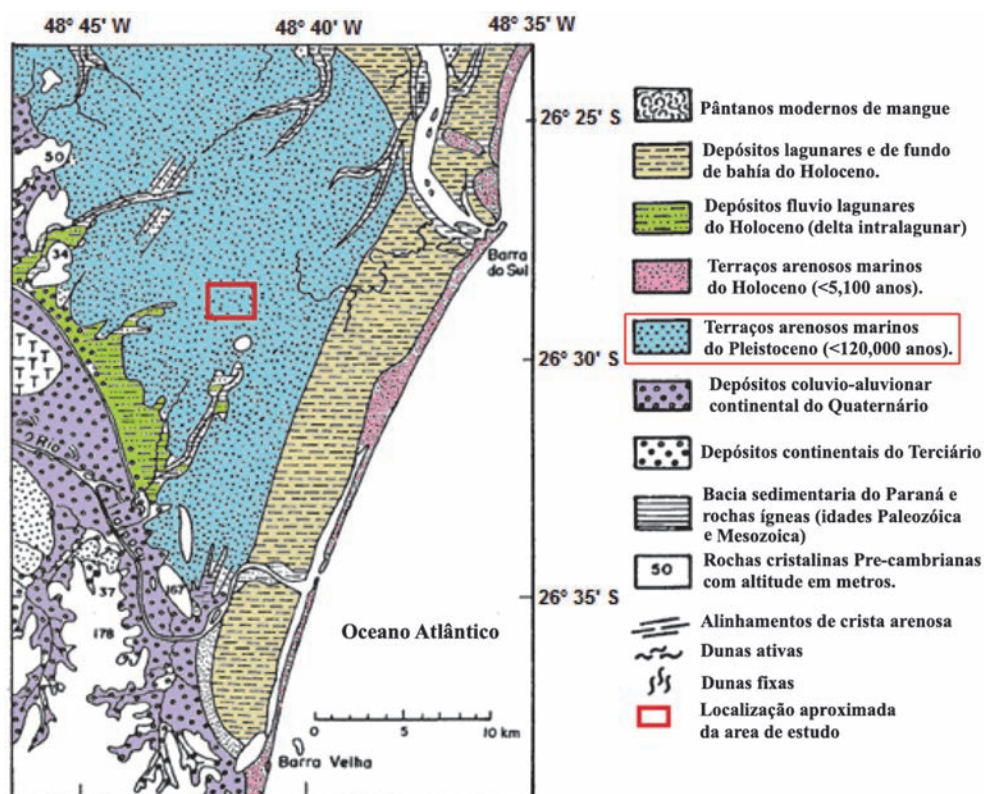 48° 45' W
48° 40' W
48° 35' W
50
26° 25' S
34
Barra
do Sul
26° 30' S
T T T
T T T T
T T T
Rio
37
167
178
26° 35' S
Oceano Atlântico
0 5 10 km
Barra Velha
Pântanos modernos de mangue
Depósitos lagunares e de fundo
de bahía do Holoceno.
Depósitos fluvio lagunares
do Holoceno (delta intralagunar)
Terraços arenosos marinos
do Holoceno (<5,100 anos).
Terraços arenosos marinos
do Pleistoceno (<120,000 anos).
Depósitos coluvio-aluvionar
continental do Quaternário
Depósitos continentais do Terciário
Bacia sedimentaria do Paraná e
rochas ígneas (idades Paleozóica
e Mesozoica)
50
Rochas cristalinas Pre-cambrianas
com altitude em metros.
Alinhamentos de crista arenosa
Dunas ativas
Dunas fixas
Localização aproximada
da area de estudo